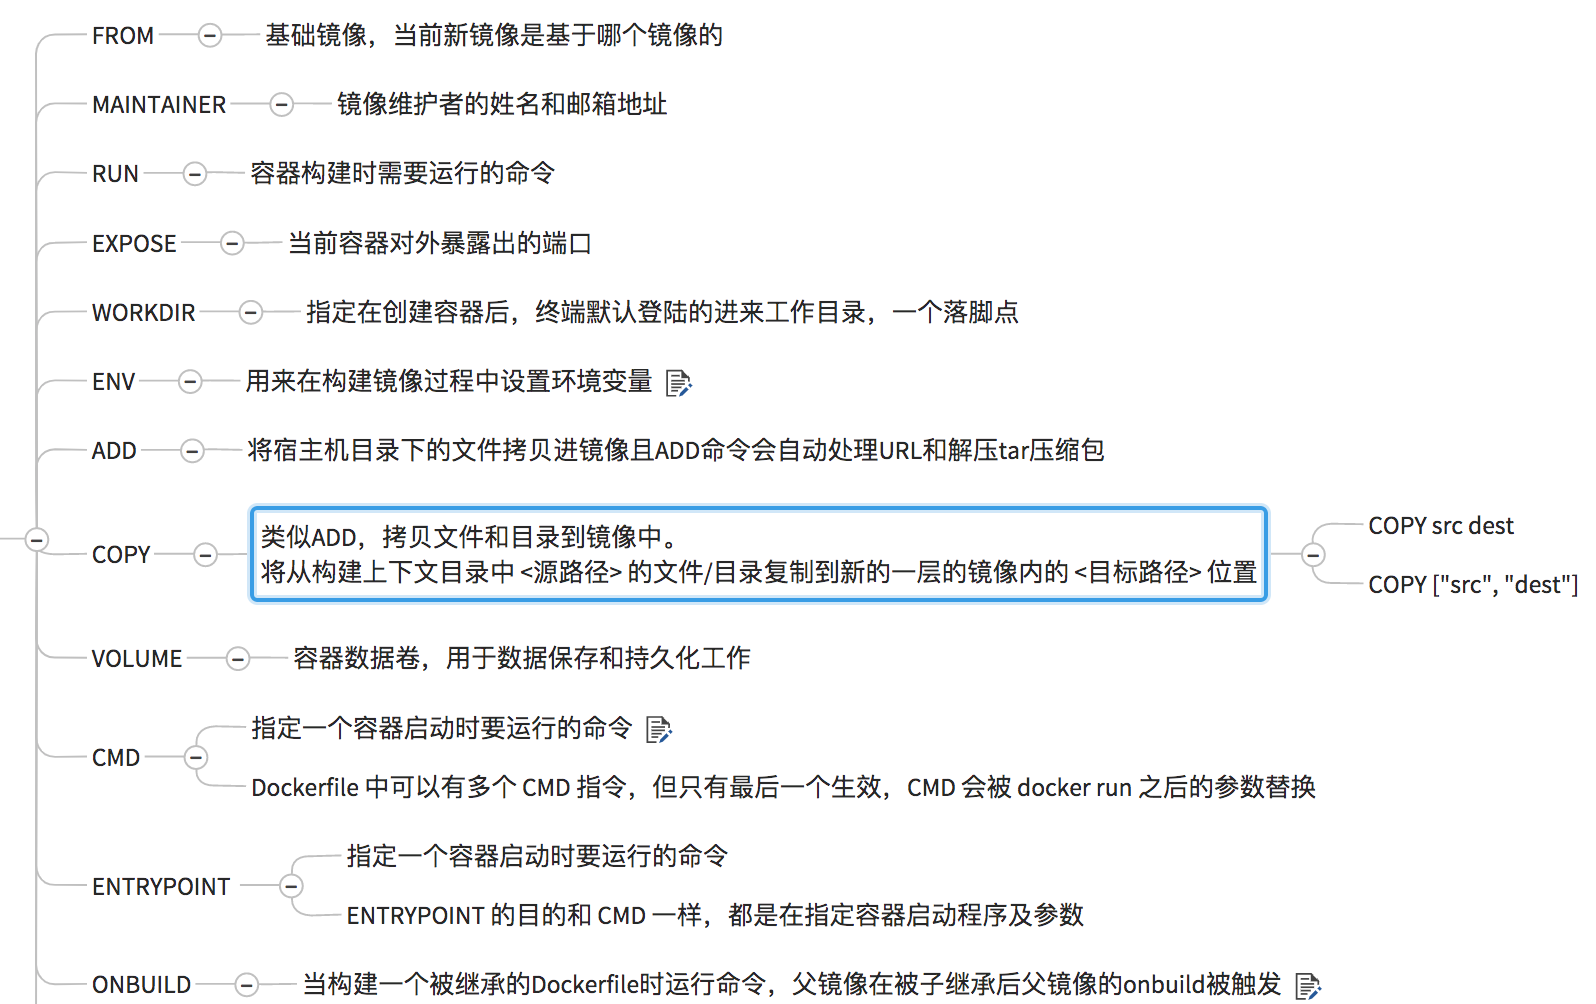 FROM 基础镜像，当前新镜像是基于哪个镜像的
MAINTAINER 镜像维护者的姓名和邮箱地址
RUN 容器构建时需要运行的命令
EXPOSE 当前容器对外暴露出的端口
WORKDIR 指定在创建容器后，终端默认登陆的进来工作目录，一个落脚点
ENV 用来在构建镜像过程中设置环境变量
ADD 将宿主机目录下的文件拷贝进镜像且ADD命令会自动处理URL和解压tar压缩包
COPY
类似ADD，拷贝文件和目录到镜像中。
将从构建上下文目录中 <源路径> 的文件/目录复制到新的一层的镜像内的 <目标路径> 位置
COPY src dest
COPY ["src", "dest"]
VOLUME 容器数据卷，用于数据保存和持久化工作
CMD
指定一个容器启动时要运行的命令
Dockerfile 中可以有多个 CMD 指令，但只有最后一个生效，CMD 会被 docker run 之后的参数替换
ENTRYPOINT
指定一个容器启动时要运行的命令
ENTRYPOINT 的目的和 CMD 一样，都是在指定容器启动程序及参数
ONBUILD 当构建一个被继承的Dockerfile时运行命令，父镜像在被子继承后父镜像的onbuild被触发